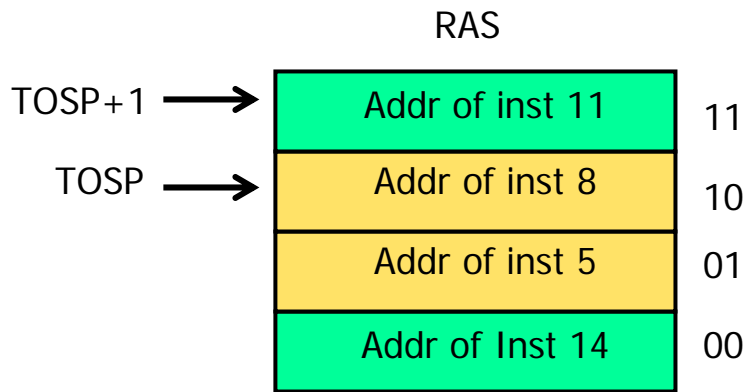 RAS
TOSP+1
Addr of inst 11
11
TOSP
Addr of inst 8
10
Addr of inst 5
01
Addr of Inst 14
00